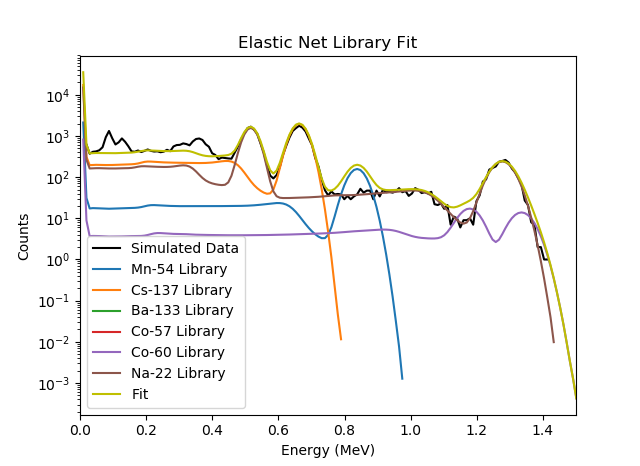 Elastic Net Library Fit
Counts
10^4
10^3
10^2
10^1
10^0
10^-1
10^-2
10^-3
Simulated Data
Mn-54 Library
Cs-137 Library
Ba-133 Library
Co-57 Library
Co-60 Library
Na-22 Library
Fit
0.0 0.2 0.4 0.6 0.8 1.0 1.2 1.4
Energy (MeV)